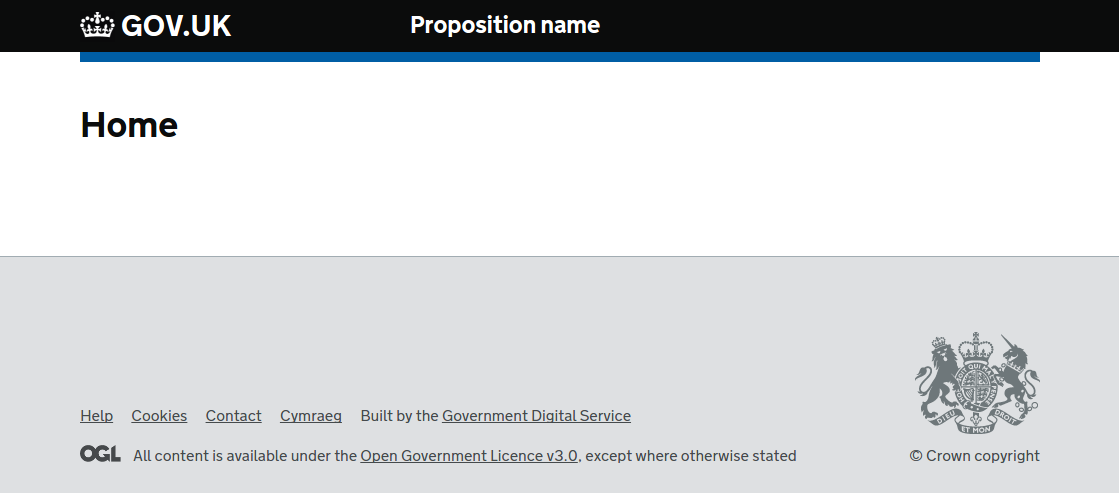 GOV.UK Proposition name
Home
Help Cookies Contact Cymraeg Built by the Government Digital Service
OGL All content is available under the Open Government Licence v3.0, except where otherwise stated
DIEU ET MON DROIT
© Crown copyright